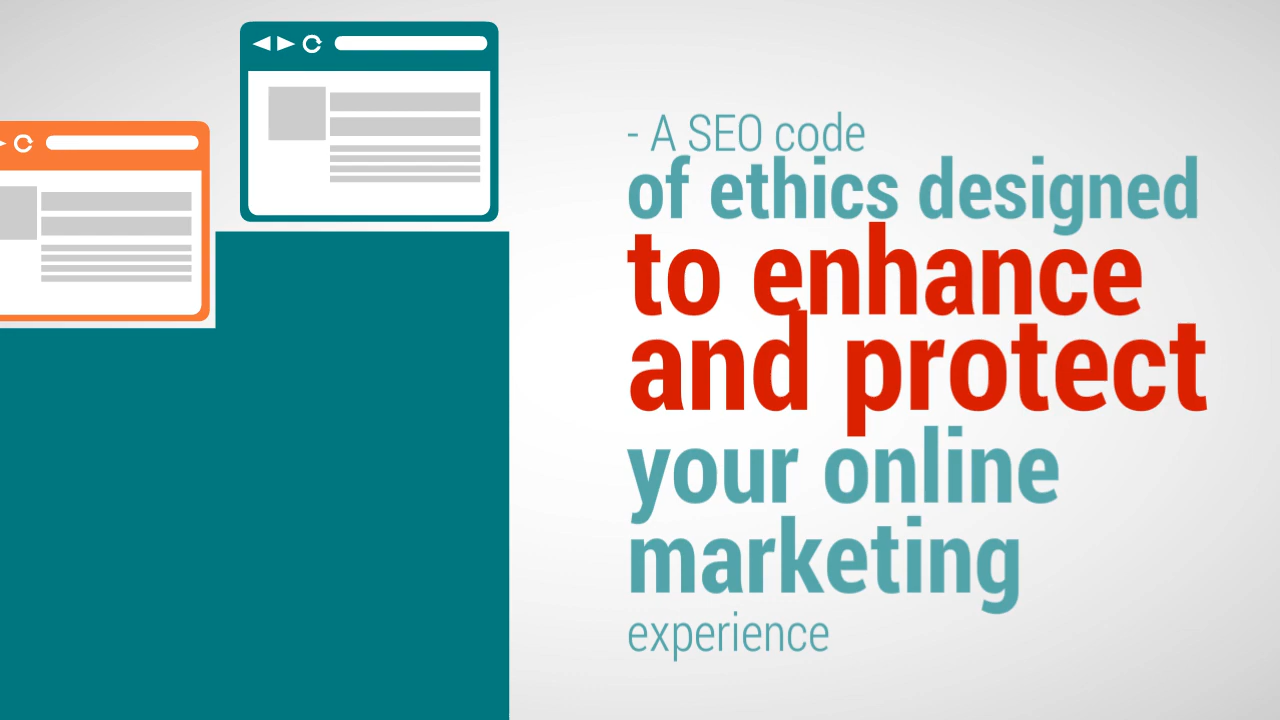 - A SEO code
of ethics designed
to enhance
and protect
your online
marketing
experience